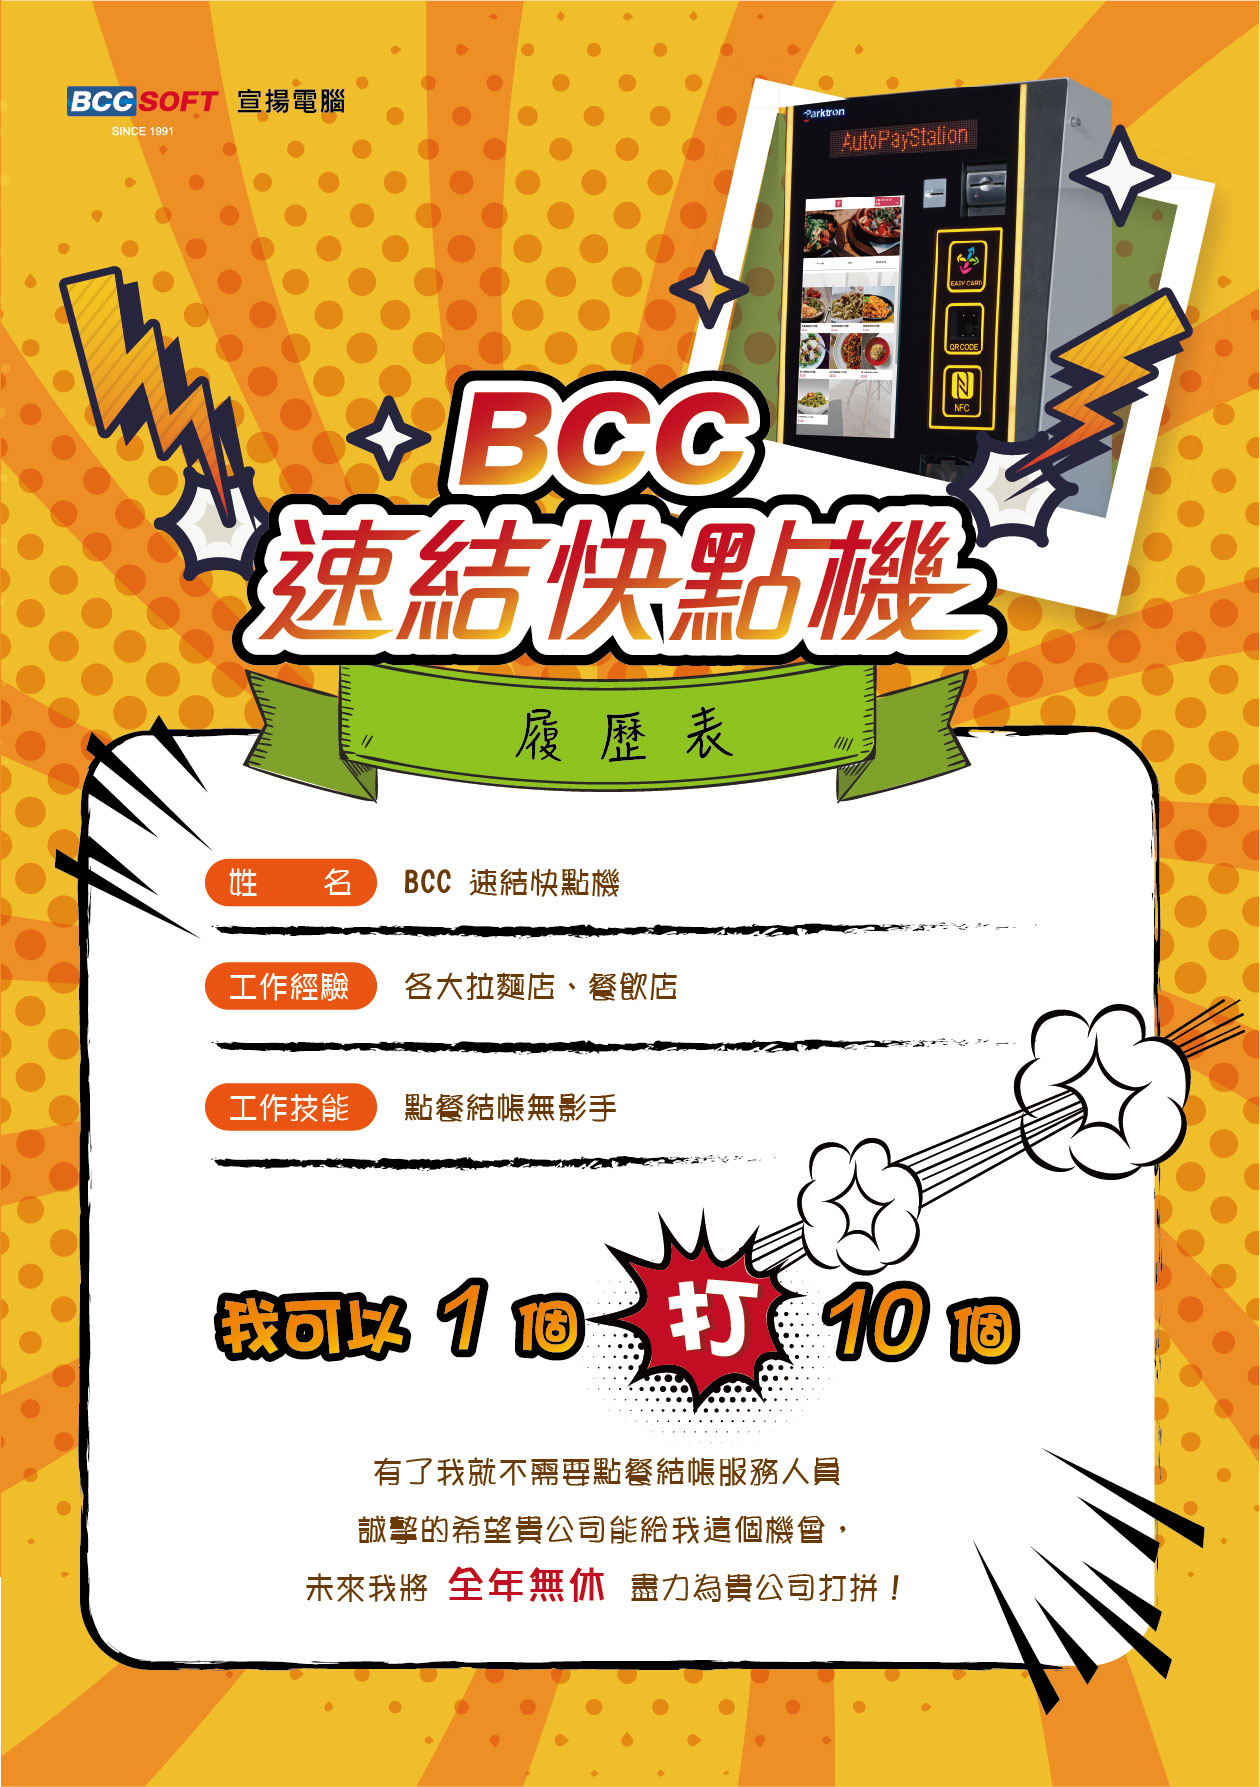 BCC SOFT 宣揚電腦
SINCE 1991
Parktron
AutoPayStation
EASY CARD
QRCODE
NFC
BCC
速結快點機
履歷表
姓 名 BCC 速結快點機
工作經驗 各大拉麵店、餐飲店
工作技能 點餐結帳無影手
我可以 1 個 打 10 個
有了我就不需要點餐結帳服務人員
誠摯的希望貴公司能給我這個機會，
未來我將 全年無休 盡力為貴公司打拼！